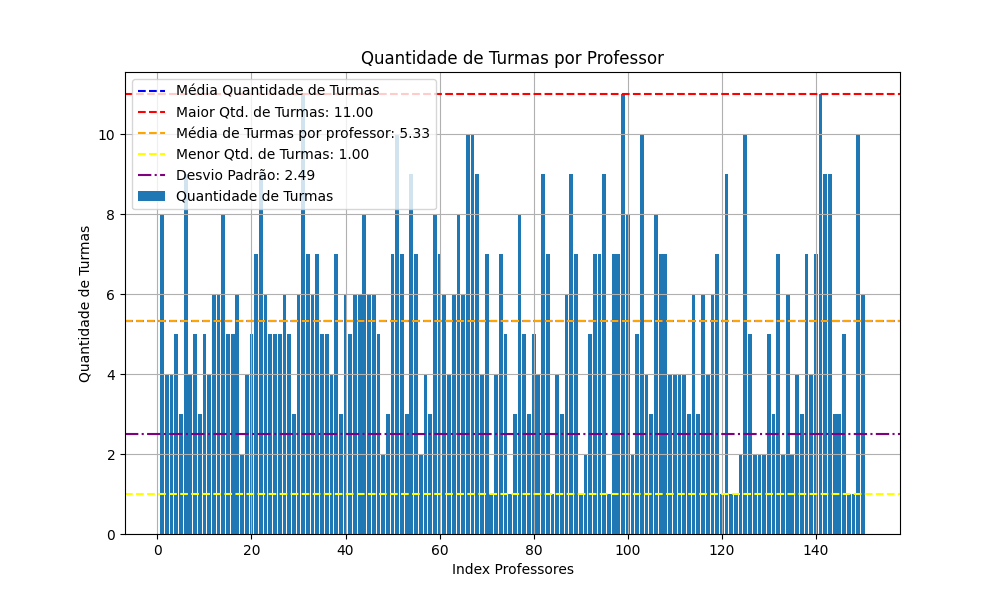 Quantidade de Turmas por Professor
Média Quantidade de Turmas
Maior Qtd. de Turmas: 11.00
Média de Turmas por professor: 5.33
Menor Qtd. de Turmas: 1.00
Desvio Padrão: 2.49
Quantidade de Turmas
Quantidade de Turmas
10
8
6
4
2
0
0 20 40 60 80 100 120 140
Index Professores